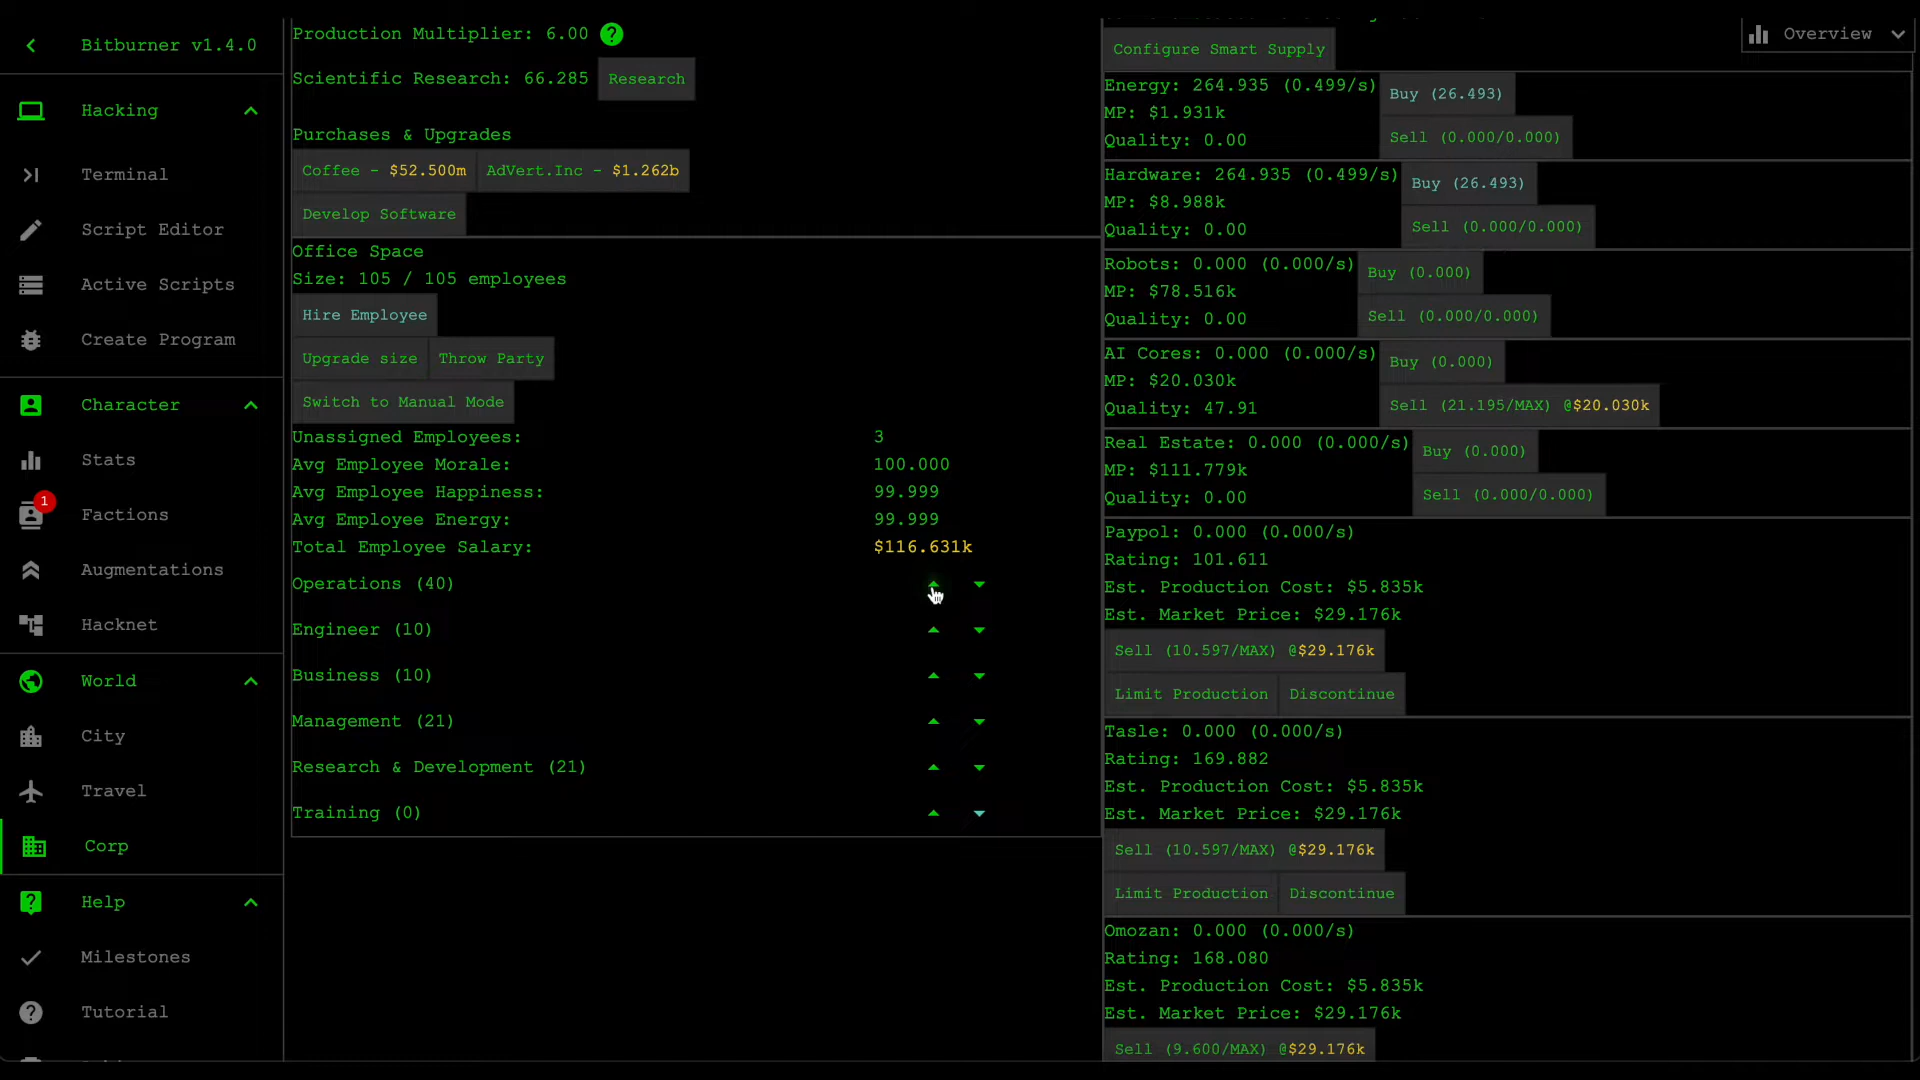 Bitburner v1.4.0
Hacking
Terminal
Script Editor
Active Scripts
Create Program
Character
Stats
1
Factions
Augmentations
Hacknet
World
City
Travel
Corp
Help
Milestones
Tutorial
Production Multiplier: 6.00
Scientific Research: 66.285 Research
Purchases & Upgrades
Coffee - $52.500m AdVert.Inc - $1.262b
Develop Software
Office Space
Size: 105 / 105 employees
Hire Employee
Upgrade size Throw Party
Switch to Manual Mode
Unassigned Employees: 3
Avg Employee Morale: 100.000
Avg Employee Happiness: 99.999
Avg Employee Energy: 99.999
Total Employee Salary: $116.631k
Operations (40)
Engineer (10)
Business (10)
Management (21)
Research & Development (21)
Training (0)
Overview
Configure Smart Supply
Energy: 264.935 (0.499/s) Buy (26.493)
MP: $1.931k
Sell (0.000/0.000)
Quality: 0.00
Hardware: 264.935 (0.499/s) Buy (26.493)
MP: $8.988k
Sell (0.000/0.000)
Quality: 0.00
Robots: 0.000 (0.000/s) Buy (0.000)
MP: $78.516k
Sell (0.000/0.000)
Quality: 0.00
AI Cores: 0.000 (0.000/s) Buy (0.000)
MP: $20.030k
Sell (21.195/MAX) @$20.030k
Quality: 47.91
Real Estate: 0.000 (0.000/s) Buy (0.000)
MP: $111.779k
Sell (0.000/0.000)
Quality: 0.00
Paypol: 0.000 (0.000/s)
Rating: 101.611
Est. Production Cost: $5.835k
Est. Market Price: $29.176k
Sell (10.597/MAX) @$29.176k
Limit Production Discontinue
Tasle: 0.000 (0.000/s)
Rating: 169.882
Est. Production Cost: $5.835k
Est. Market Price: $29.176k
Sell (10.597/MAX) @$29.176k
Limit Production Discontinue
Omozan: 0.000 (0.000/s)
Rating: 168.080
Est. Production Cost: $5.835k
Est. Market Price: $29.176k
Sell (9.600/MAX) @$29.176k